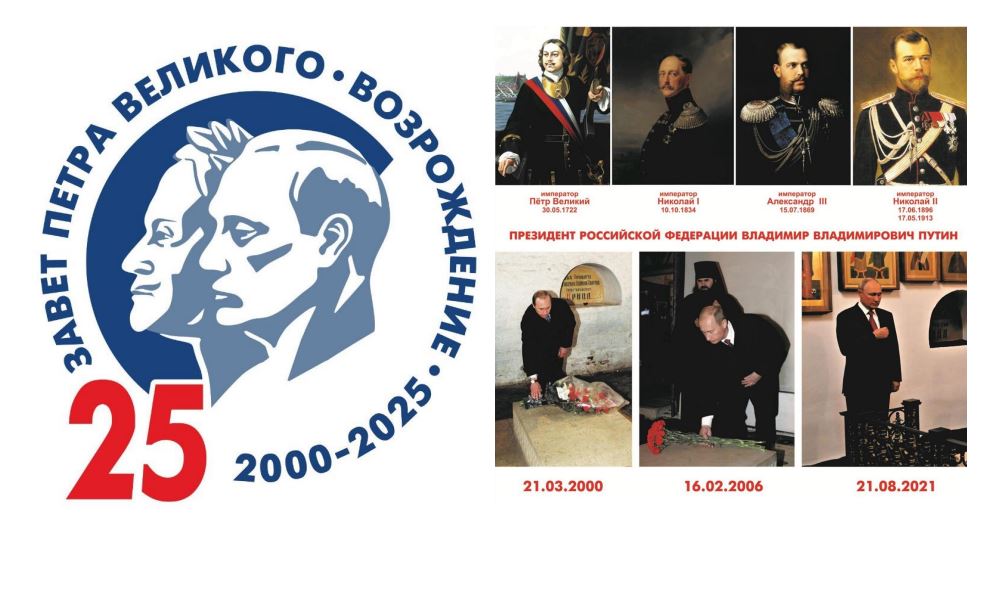 ЗАВЕТ ПЕТРА ВЕЛИКОГО • ВОЗРОЖДЕНИЕ • 2000-2025
25
император
Пётр Великий
30.05.1722
император
Николай I
10.10.1834
император
Александр III
15.07.1869
император
Николай II
17.06.1896
17.05.1913
ПРЕЗИДЕНТ РОССИЙСКОЙ ФЕДЕРАЦИИ ВЛАДИМИР ВЛАДИМИРОВИЧ ПУТИН
21.03.2000
16.02.2006
21.08.2021